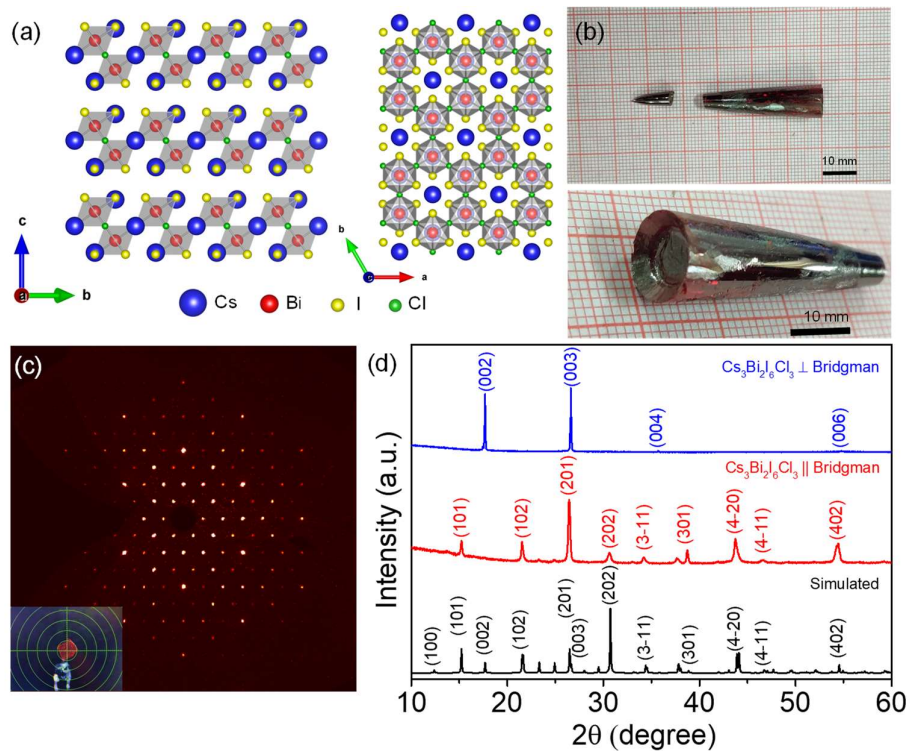 (a)
c
a
b
b
a
Cs
Bi
I
Cl
(b)
10 mm
10 mm
(c)
(d)
Intensity (a.u.)
Cs₃Bi₂I₆Cl₃ ⊥ Bridgman
(002)
(003)
(004)
(006)
Cs₃Bi₂I₆Cl₃ || Bridgman
(101)
(102)
(201)
(202)
(3-11)
(301)
(4-20)
(4-11)
(402)
Simulated
(100)
(101)
(002)
(102)
(201)
(003)
(202)
(3-11)
(301)
(4-20)
(4-11)
(402)
10 20 30 40 50 60
2θ (degree)